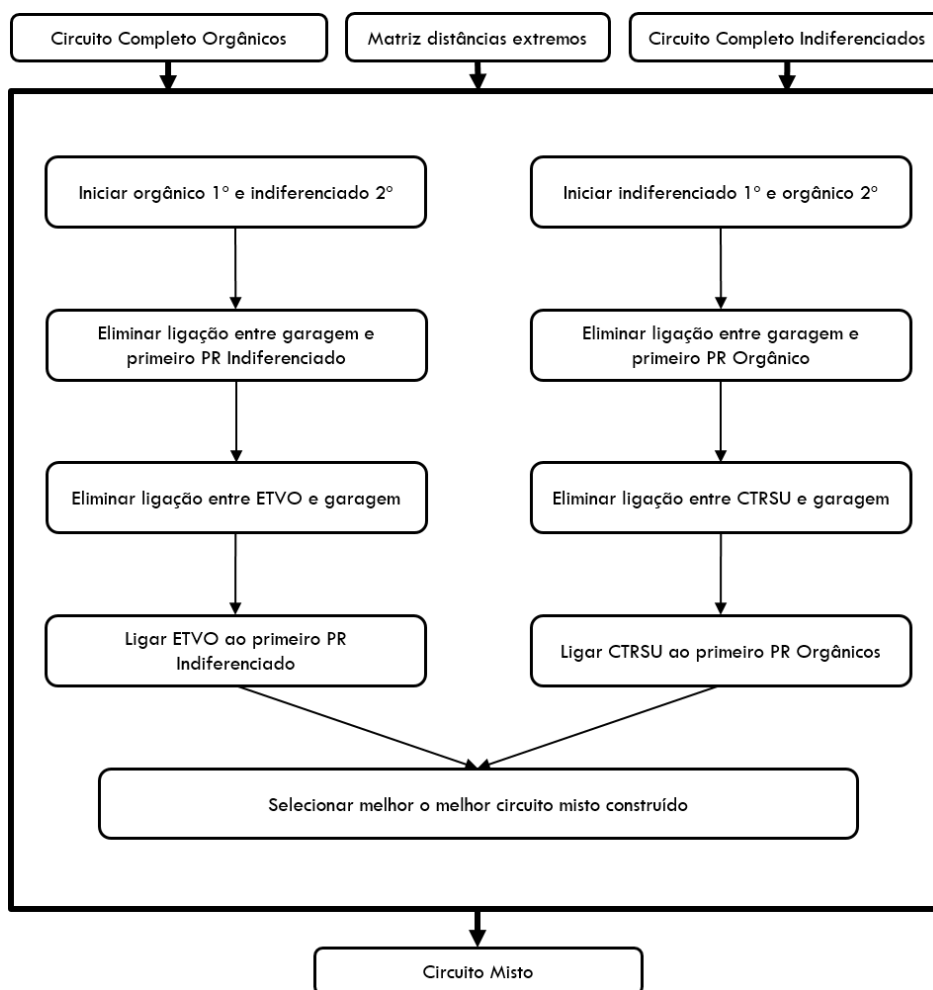 Circuito Completo Orgânicos
Matriz distâncias extremos
Circuito Completo Indiferenciados
Iniciar orgânico 1º e indiferenciado 2º
Iniciar indiferenciado 1º e orgânico 2º
Eliminar ligação entre garagem e
primeiro PR Indiferenciado
Eliminar ligação entre garagem e
primeiro PR Orgânico
Eliminar ligação entre ETVO e garagem
Eliminar ligação entre CTRSU e garagem
Ligar ETVO ao primeiro PR
Indiferenciado
Ligar CTRSU ao primeiro PR Orgânicos
Selecionar melhor o melhor circuito misto construído
Circuito Misto